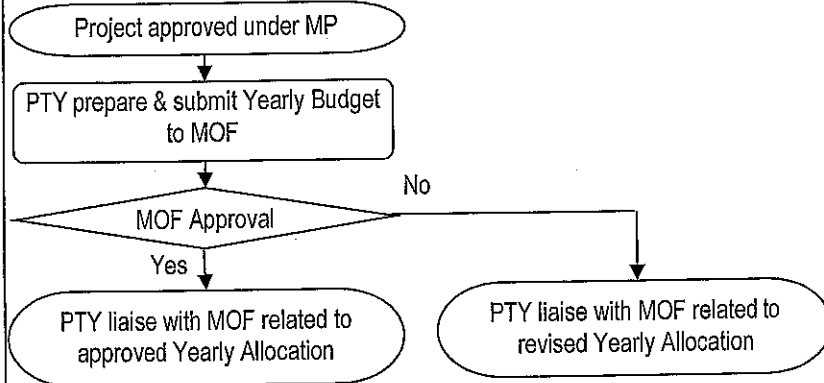 Project approved under MP
PTY prepare & submit Yearly Budget
to MOF
No
MOF Approval
Yes
PTY liaise with MOF related to
approved Yearly Allocation
PTY liaise with MOF related to
revised Yearly Allocation